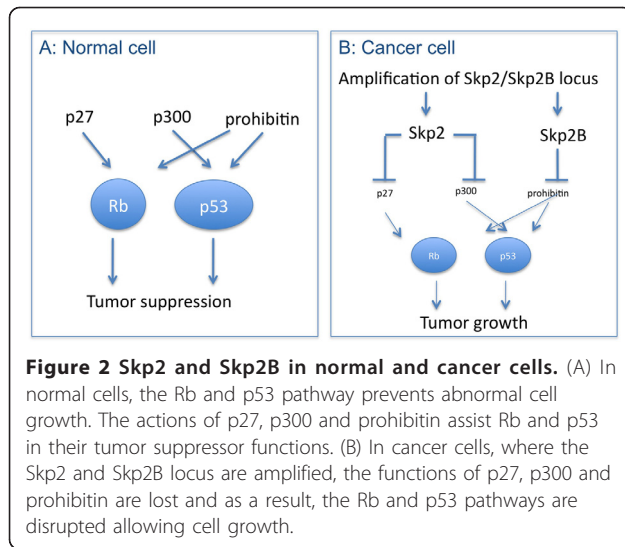 A: Normal cell
p27 p300 prohibitin
Rb p53
Tumor suppression
B: Cancer cell
Amplification of Skp2/Skp2B locus
Skp2 Skp2B
p27 p300 prohibitin
Rb p53
Tumor growth
Figure 2 Skp2 and Skp2B in normal and cancer cells. (A) In
normal cells, the Rb and p53 pathway prevents abnormal cell
growth. The actions of p27, p300 and prohibitin assist Rb and p53
in their tumor suppressor functions. (B) In cancer cells, where the
Skp2 and Skp2B locus are amplified, the functions of p27, p300 and
prohibitin are lost and as a result, the Rb and p53 pathways are
disrupted allowing cell growth.